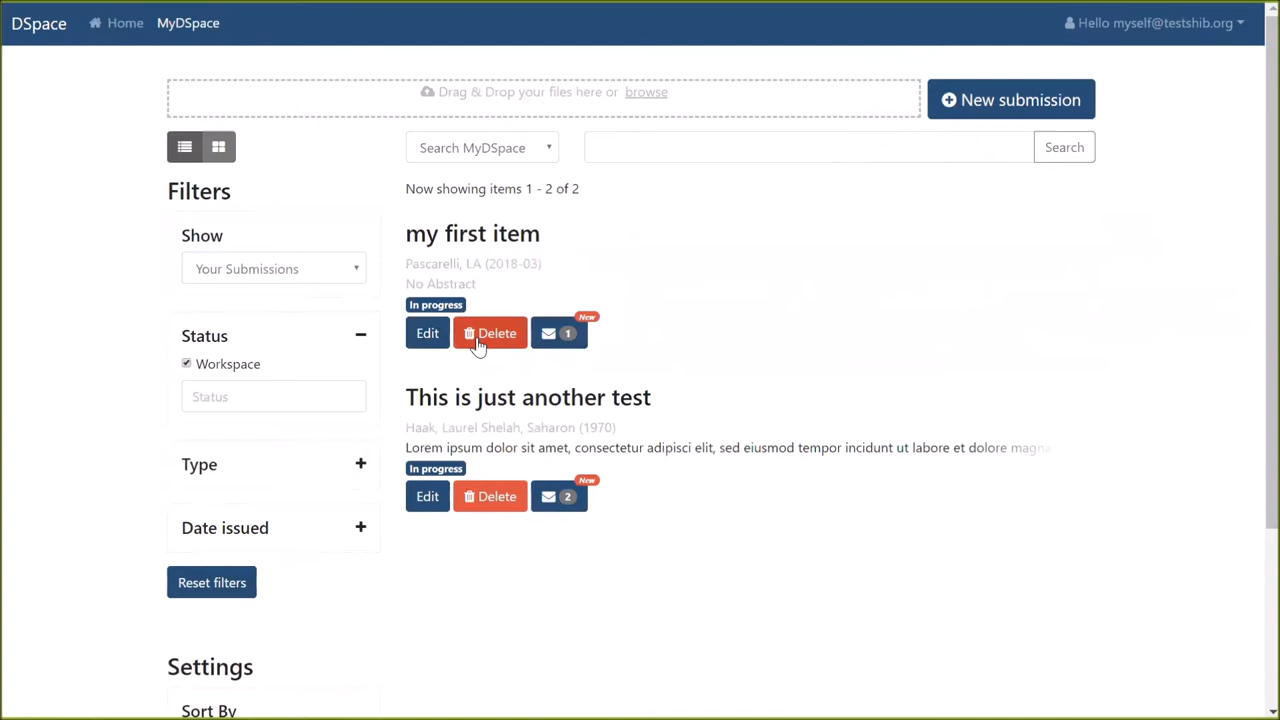 DSpace Home MyDSpace Hello myself@testshib.org
Drag & Drop your files here or browse
New submission
Search MyDSpace
Search
Filters
Now showing items 1 - 2 of 2
Show
Your Submissions
my first item
Pascarelli, LA (2018-03)
No Abstract
In progress
Edit Delete 1 New
Status
Workspace
Status
This is just another test
Haak, Laurel Shelah, Saharon (1970)
Lorem ipsum dolor sit amet, consectetur adipisci elit, sed eiusmod tempor incidunt ut labore et dolore magna
In progress
Edit Delete 2 New
Type
Date issued
Reset filters
Settings
Sort By